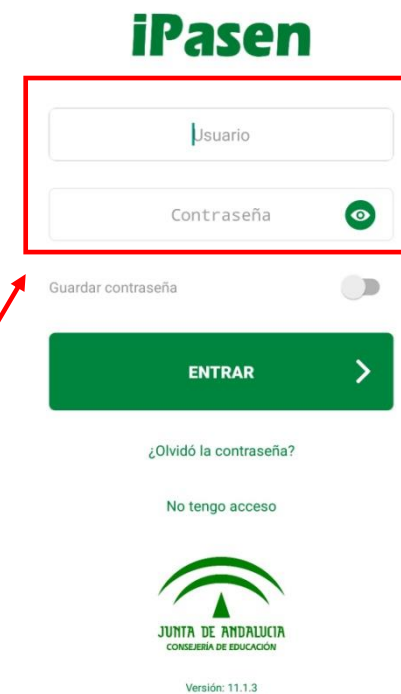 iPasen
Usuario
Contraseña
Guardar contraseña
ENTRAR
¿Olvidó la contraseña?
No tengo acceso
JUNTA DE ANDALUCIA
CONSEJERÍA DE EDUCACIÓN
Versión: 11.1.3